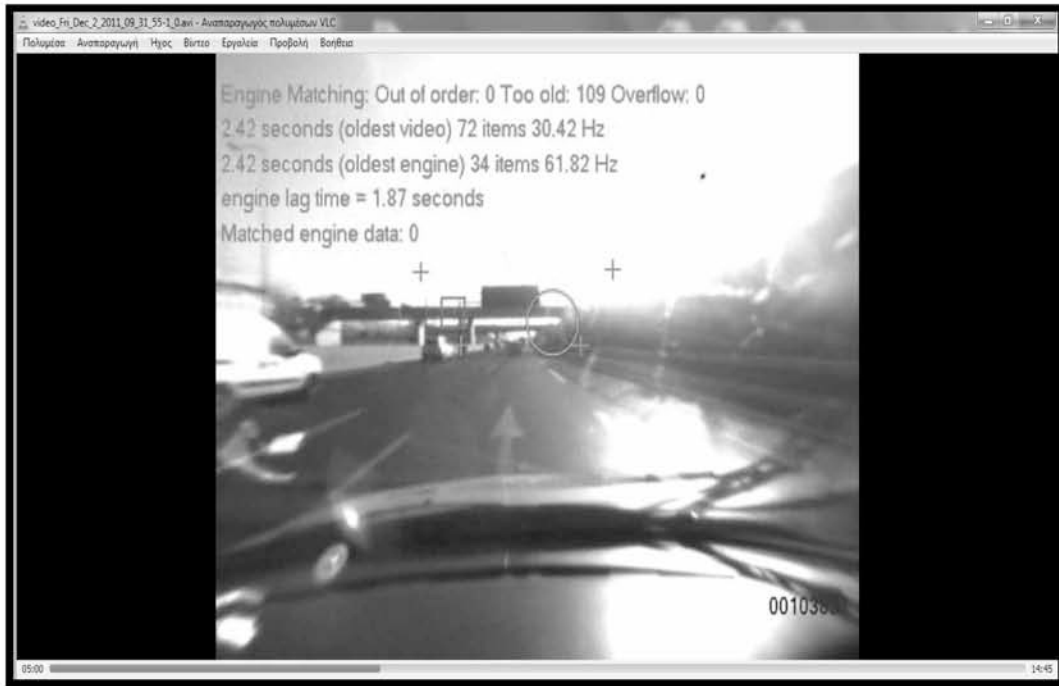 video_Fri_Dec_2_2011_09_31_55-1_0.avi - Αναπαραγωγός πολυμέσων VLC
Πολυμέσα Αναπαραγωγή Ήχος Βίντεο Εργαλεία Προβολή Βοήθεια
Engine Matching: Out of order: 0 Too old: 109 Overflow: 0
2.42 seconds (oldest video) 72 items 30.42 Hz
2.42 seconds (oldest engine) 34 items 61.82 Hz
engine lag time = 1.87 seconds
Matched engine data: 0
05:00 14:45